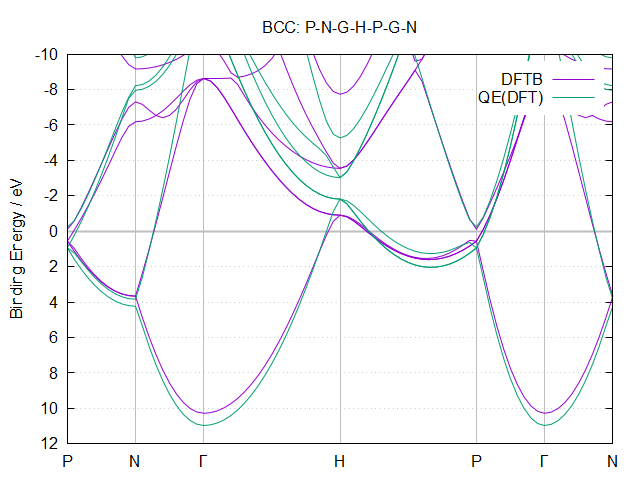 BCC: P-N-G-H-P-G-N
-10
-8
-6
-4
-2
0
2
4
6
8
10
12
Binding Energy / eV
DFTB
QE(DFT)
P N Γ H P Γ N